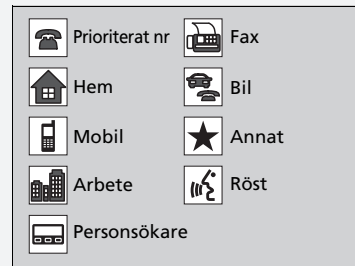 Prioriterat nr Fax
Hem Bil
Mobil Annat
Arbete Röst
Personsökare